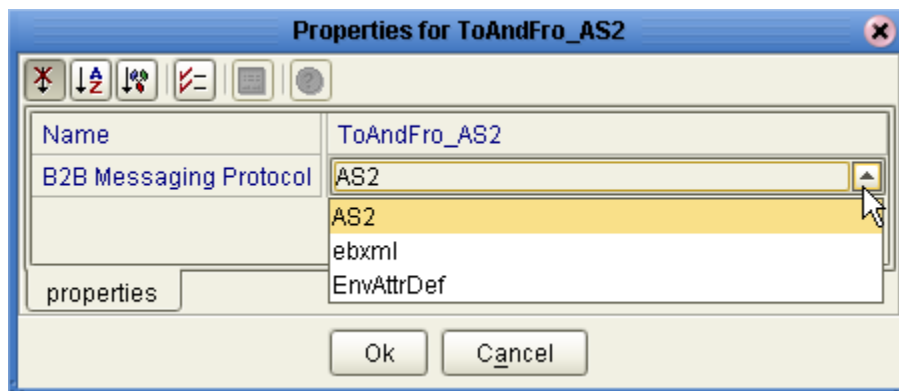 Properties for ToAndFro_AS2
Name ToAndFro_AS2
B2B Messaging Protocol AS2
AS2
ebxml
EnvAttrDef
properties
Ok Cancel